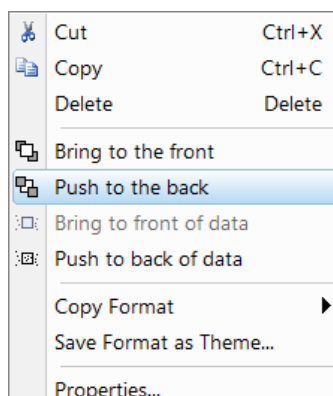 Cut Ctrl+X
Copy Ctrl+C
Delete Delete
Bring to the front
Push to the back
Bring to front of data
Push to back of data
Copy Format
Save Format as Theme...
Properties...